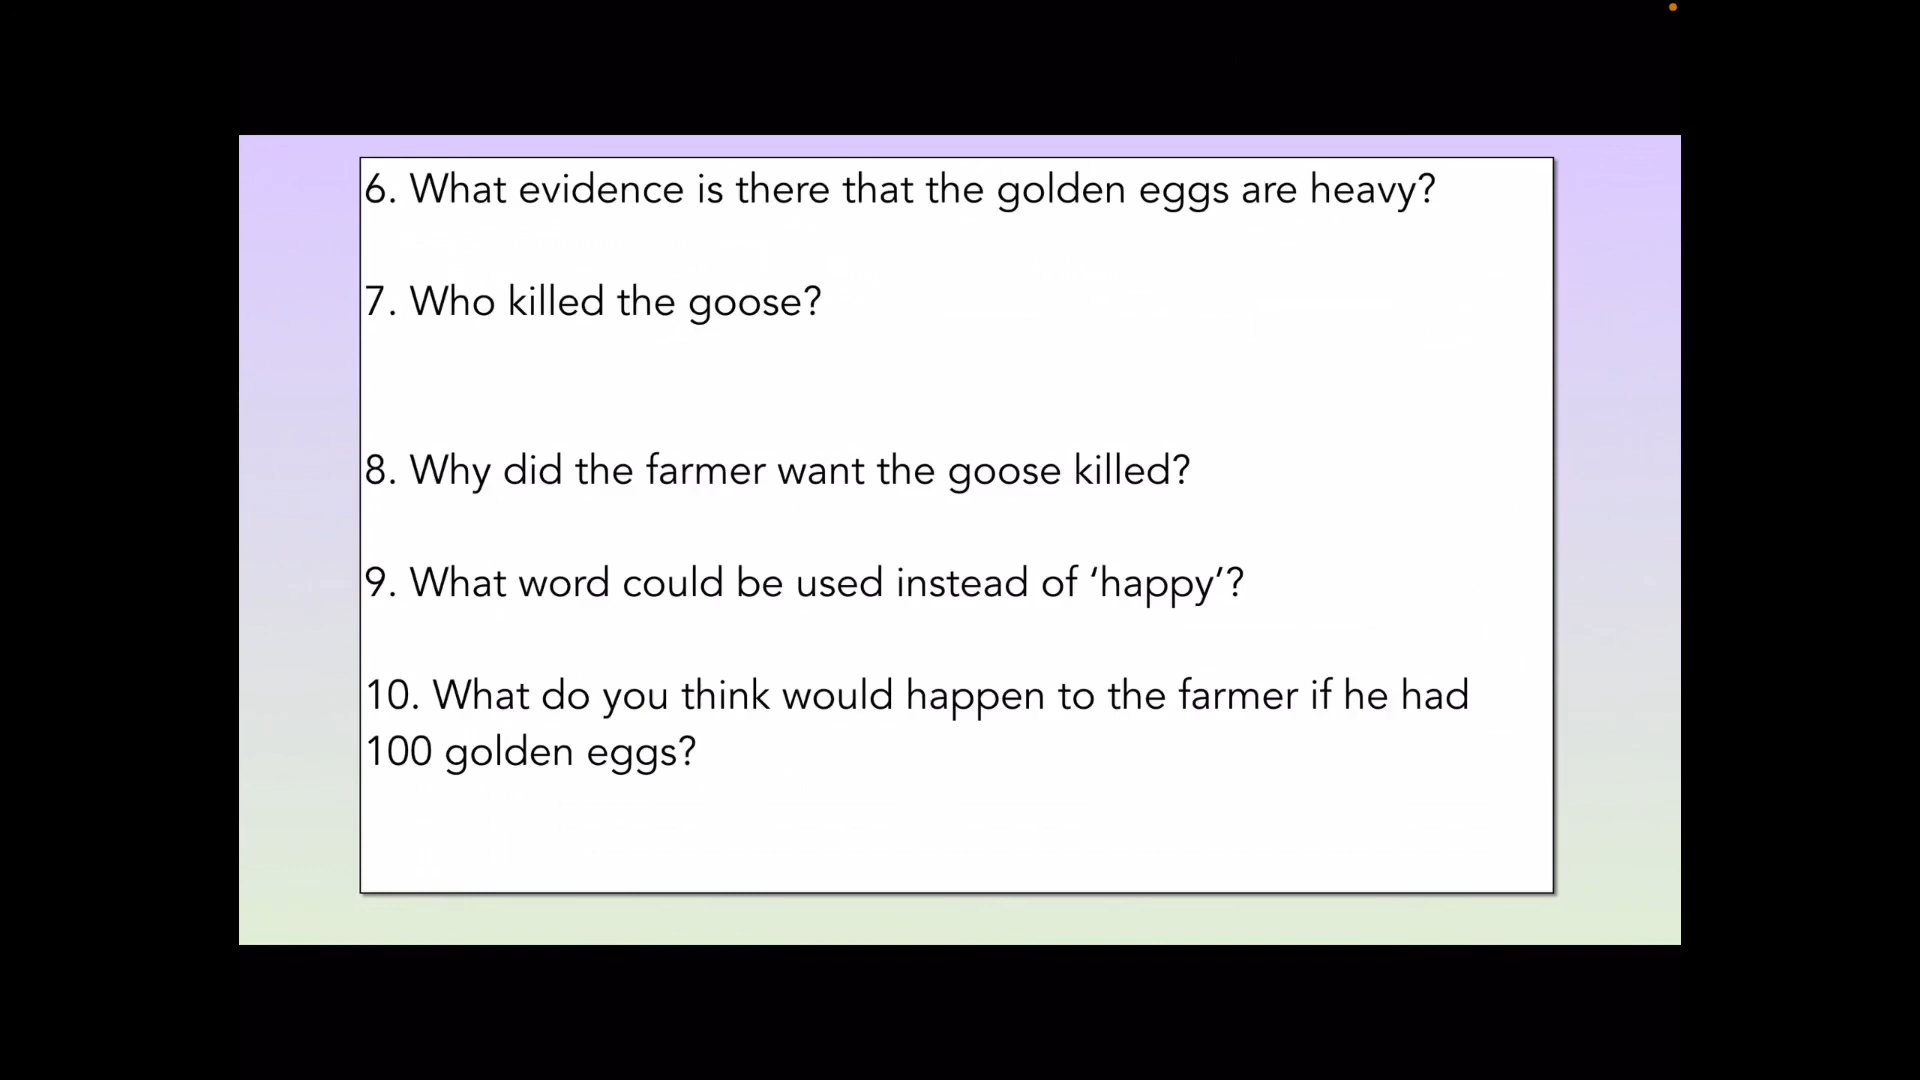 6. What evidence is there that the golden eggs are heavy?
7. Who killed the goose?
8. Why did the farmer want the goose killed?
9. What word could be used instead of ‘happy’?
10. What do you think would happen to the farmer if he had
100 golden eggs?